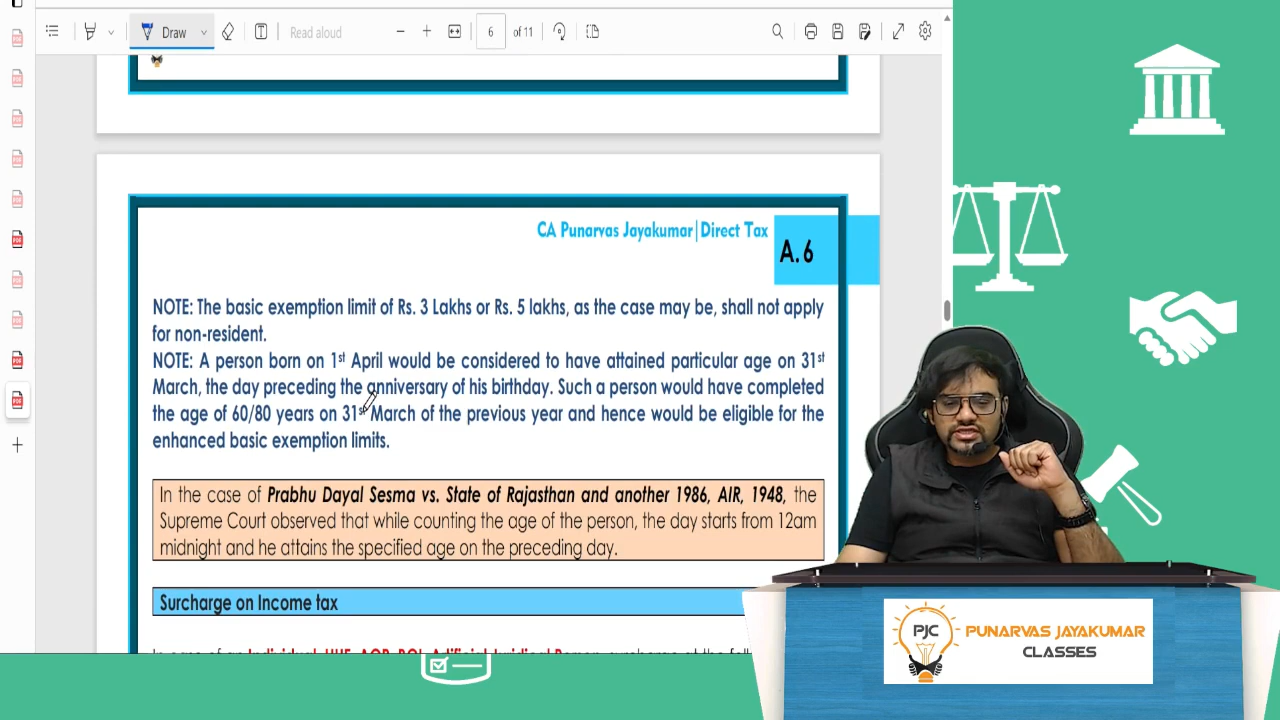 Draw
Read aloud
6
of 11
CA Punarvas Jayakumar|Direct Tax
A.6
NOTE: The basic exemption limit of Rs. 3 Lakhs or Rs. 5 lakhs, as the case may be, shall not apply
for non-resident.
NOTE: A person born on 1st April would be considered to have attained particular age on 31st
March, the day preceding the anniversary of his birthday. Such a person would have completed
the age of 60/80 years on 31st March of the previous year and hence would be eligible for the
enhanced basic exemption limits.
In the case of Prabhu Dayal Sesma vs. State of Rajasthan and another 1986, AIR, 1948, the
Supreme Court observed that while counting the age of the person, the day starts from 12am
midnight and he attains the specified age on the preceding day.
Surcharge on Income tax
PJC
PUNARVAS JAYAKUMAR
CLASSES